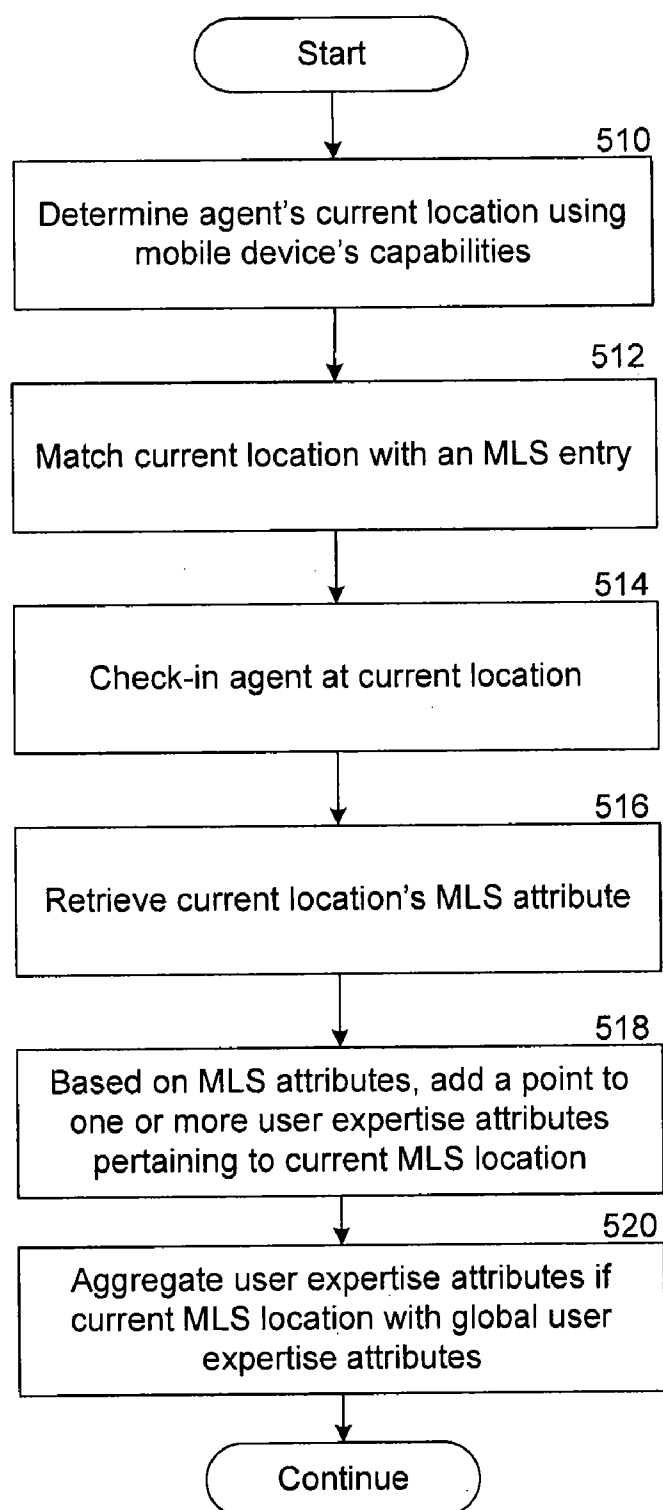 Start
510
Determine agent's current location using
mobile device's capabilities
512
Match current location with an MLS entry
514
Check-in agent at current location
516
Retrieve current location's MLS attribute
518
Based on MLS attributes, add a point to
one or more user expertise attributes
pertaining to current MLS location
520
Aggregate user expertise attributes if
current MLS location with global user
expertise attributes
Continue